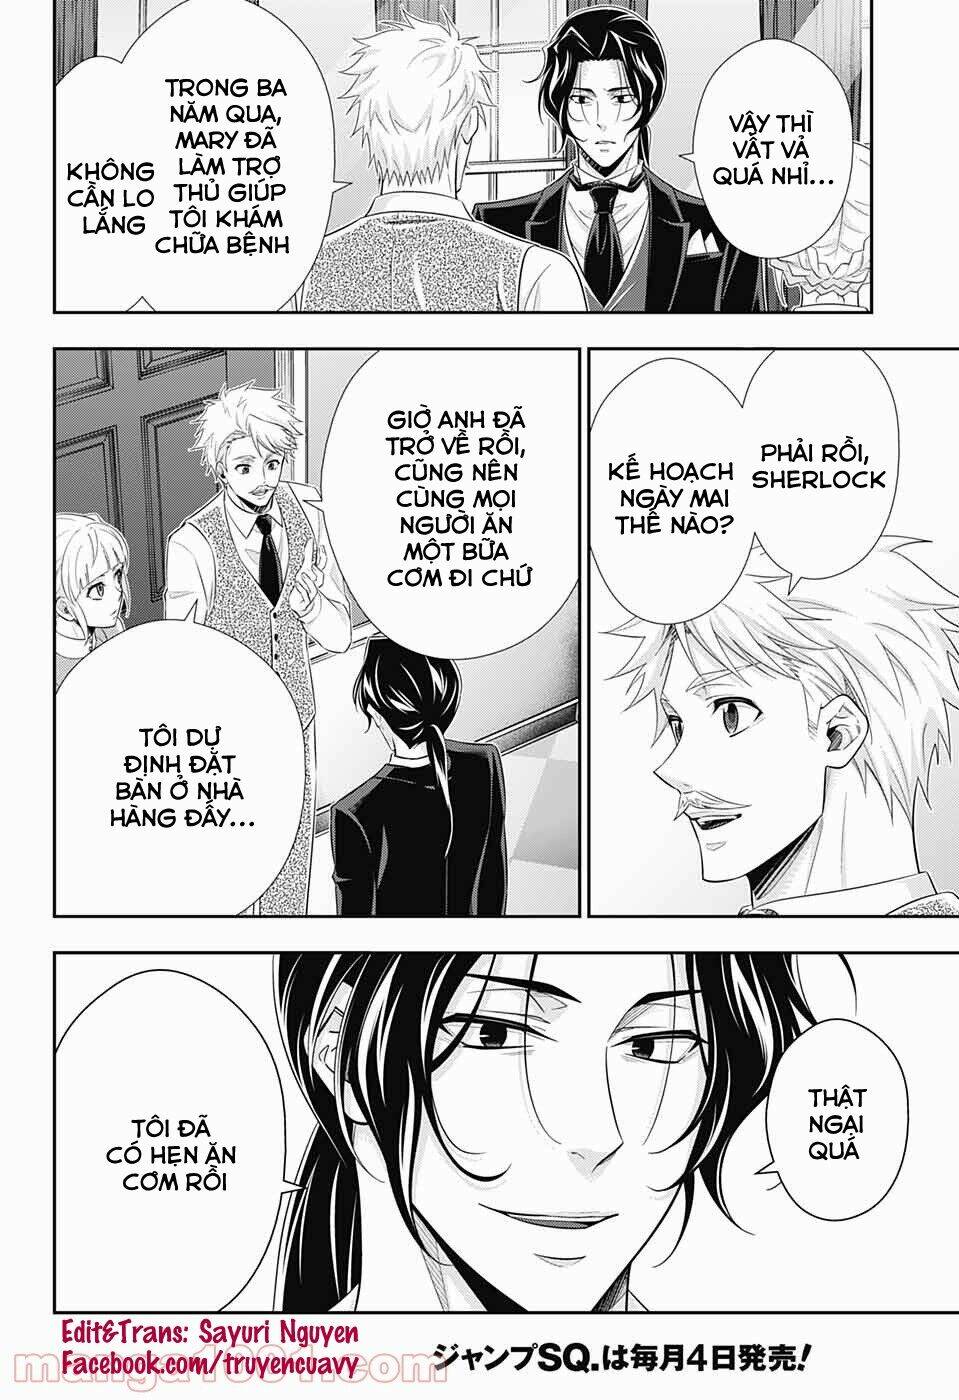 VẬY THÌ
VẤT VẢ
QUÁ NHỈ...
TRONG BA
NĂM QUA,
MARY ĐÃ
LÀM TRỢ
THỦ GIÚP
TÔI KHÁM
CHỮA BỆNH
KHÔNG
CẦN LO
LẮNG
PHẢI RỒI,
SHERLOCK
KẾ HOẠCH
NGÀY MAI
THẾ NÀO?
GIỜ ANH ĐÃ
TRỞ VỀ RỒI,
CŨNG NÊN
CÙNG MỌI
NGƯỜI ĂN
MỘT BỮA
CƠM ĐI CHỨ
TÔI DỰ
ĐỊNH ĐẶT
BÀN Ở NHÀ
HÀNG ĐẤY...
THẬT
NGẠI
QUÁ
TÔI ĐÃ
CÓ HẸN ĂN
CƠM RỒI
Edit&Trans: Sayuri Nguyen
Facebook.com/truyencuavy
manga1001.com
ジャンプSQ.は毎月4日発売!